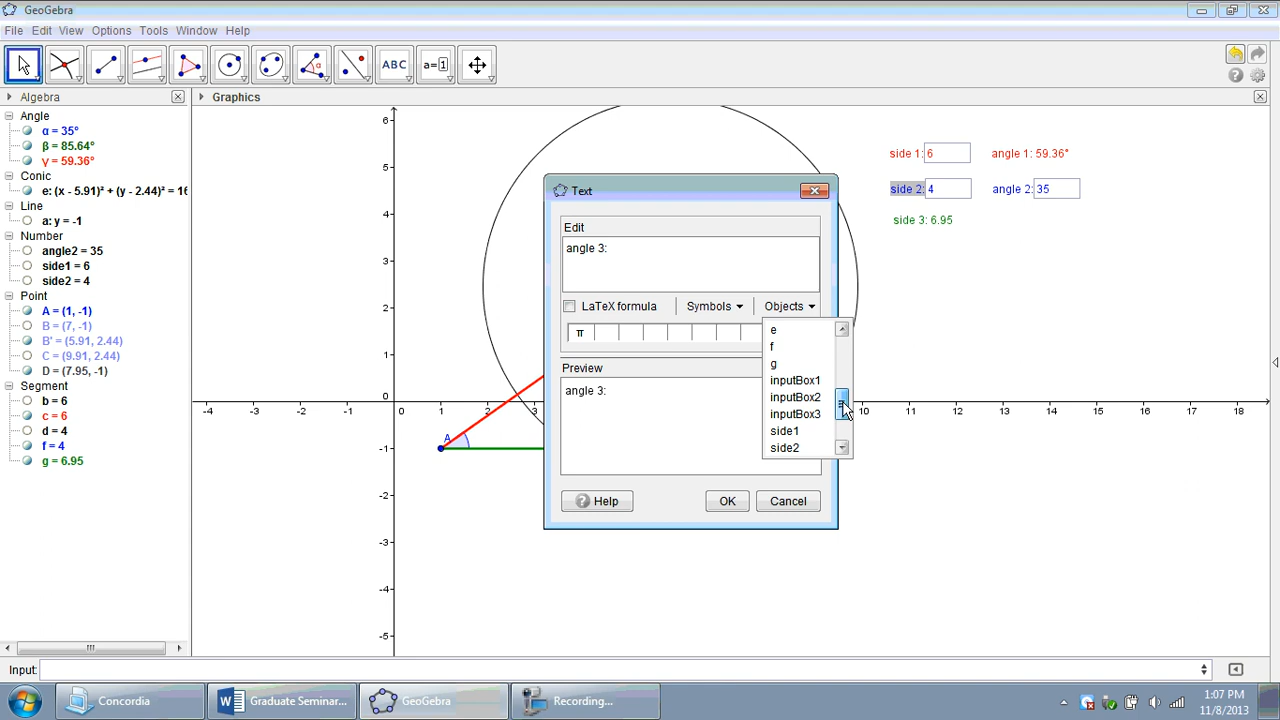 GeoGebra
File Edit View Options Tools Window Help
ABC a=1
Algebra
Graphics
Angle
α = 35°
β = 85.64°
γ = 59.36°
Conic
e: (x - 5.91)² + (y - 2.44)² = 16
Line
a: y = -1
Number
angle2 = 35
side1 = 6
side2 = 4
Point
A = (1, -1)
B = (7, -1)
B' = (5.91, 2.44)
C = (9.91, 2.44)
D = (7.95, -1)
Segment
b = 6
c = 6
d = 4
f = 4
g = 6.95
6
5
4
3
2
1
0
-1
-2
-3
-4
-5
-4 -3 -2 -1 0 1 2 3 10 11 12 13 14 15 16 17 18
A
side 1: 6 angle 1: 59.36°
side 2: 4 angle 2: 35
side 3: 6.95
Text
Edit
angle 3:
LaTeX formula Symbols Objects
π
Preview
angle 3:
e
f
g
inputBox1
inputBox2
inputBox3
side1
side2
Help OK Cancel
Input:
Concordia Graduate Seminar... GeoGebra Recording...
1:07 PM
11/8/2013